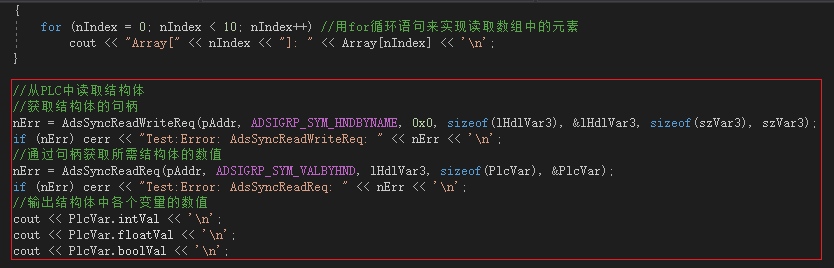 {
for (nIndex = 0; nIndex < 10; nIndex++) //用for循环语句来实现读取数组中的元素
cout << "Array[" << nIndex << "]: " << Array[nIndex] << '\n';
}
//从PLC中读取结构体
//获取结构体的句柄
nErr = AdsSyncReadWriteReq(pAddr, ADSIGRP_SYM_HNDBYNAME, 0x0, sizeof(lHdlVar3), &lHdlVar3, sizeof(szVar3), szVar3);
if (nErr) cerr << "Test:Error: AdsSyncReadWriteReq: " << nErr << '\n';
//通过句柄获取所需结构体的数值
nErr = AdsSyncReadReq(pAddr, ADSIGRP_SYM_VALBYHND, lHdlVar3, sizeof(PlcVar), &PlcVar);
if (nErr) cerr << "Test:Error: AdsSyncReadReq: " << nErr << '\n';
//输出结构体中各个变量的数值
cout << PlcVar.intVal << '\n';
cout << PlcVar.floatVal << '\n';
cout << PlcVar.boolVal << '\n';